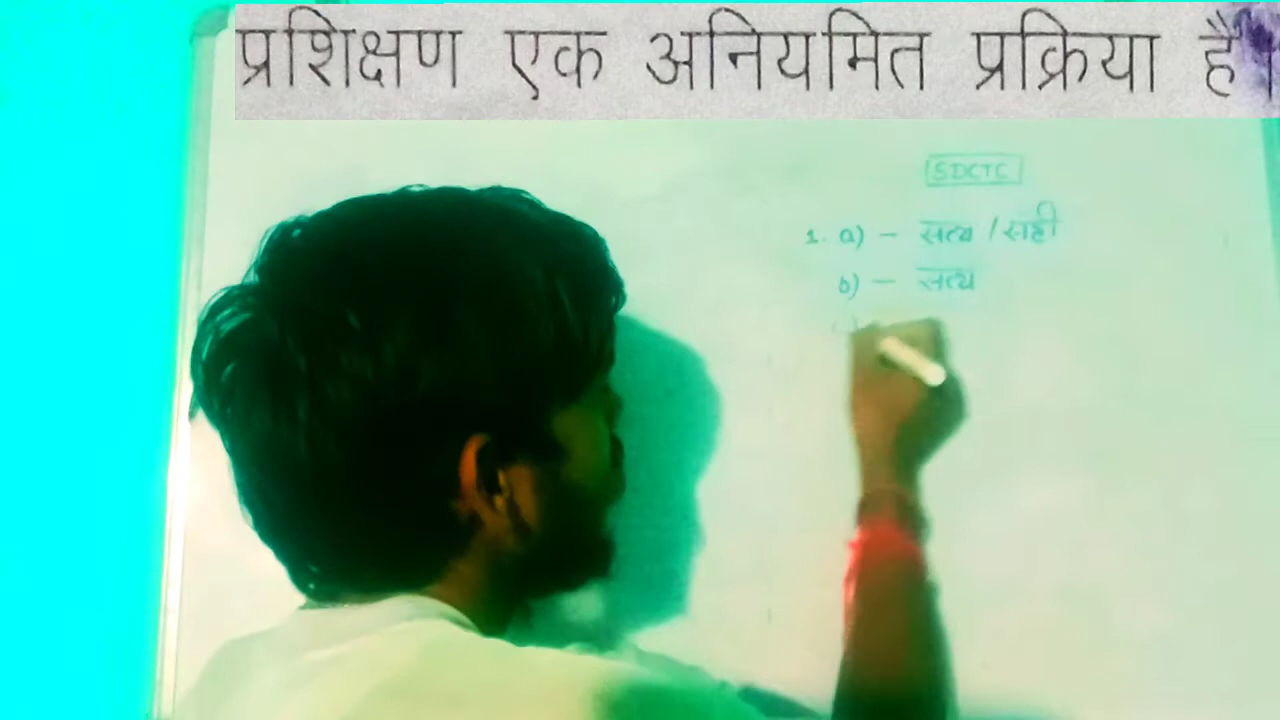 प्रशिक्षण एक अनियमित प्रक्रिया है।
SDCTC
1. a) - सत्य / सही
b) - सत्य